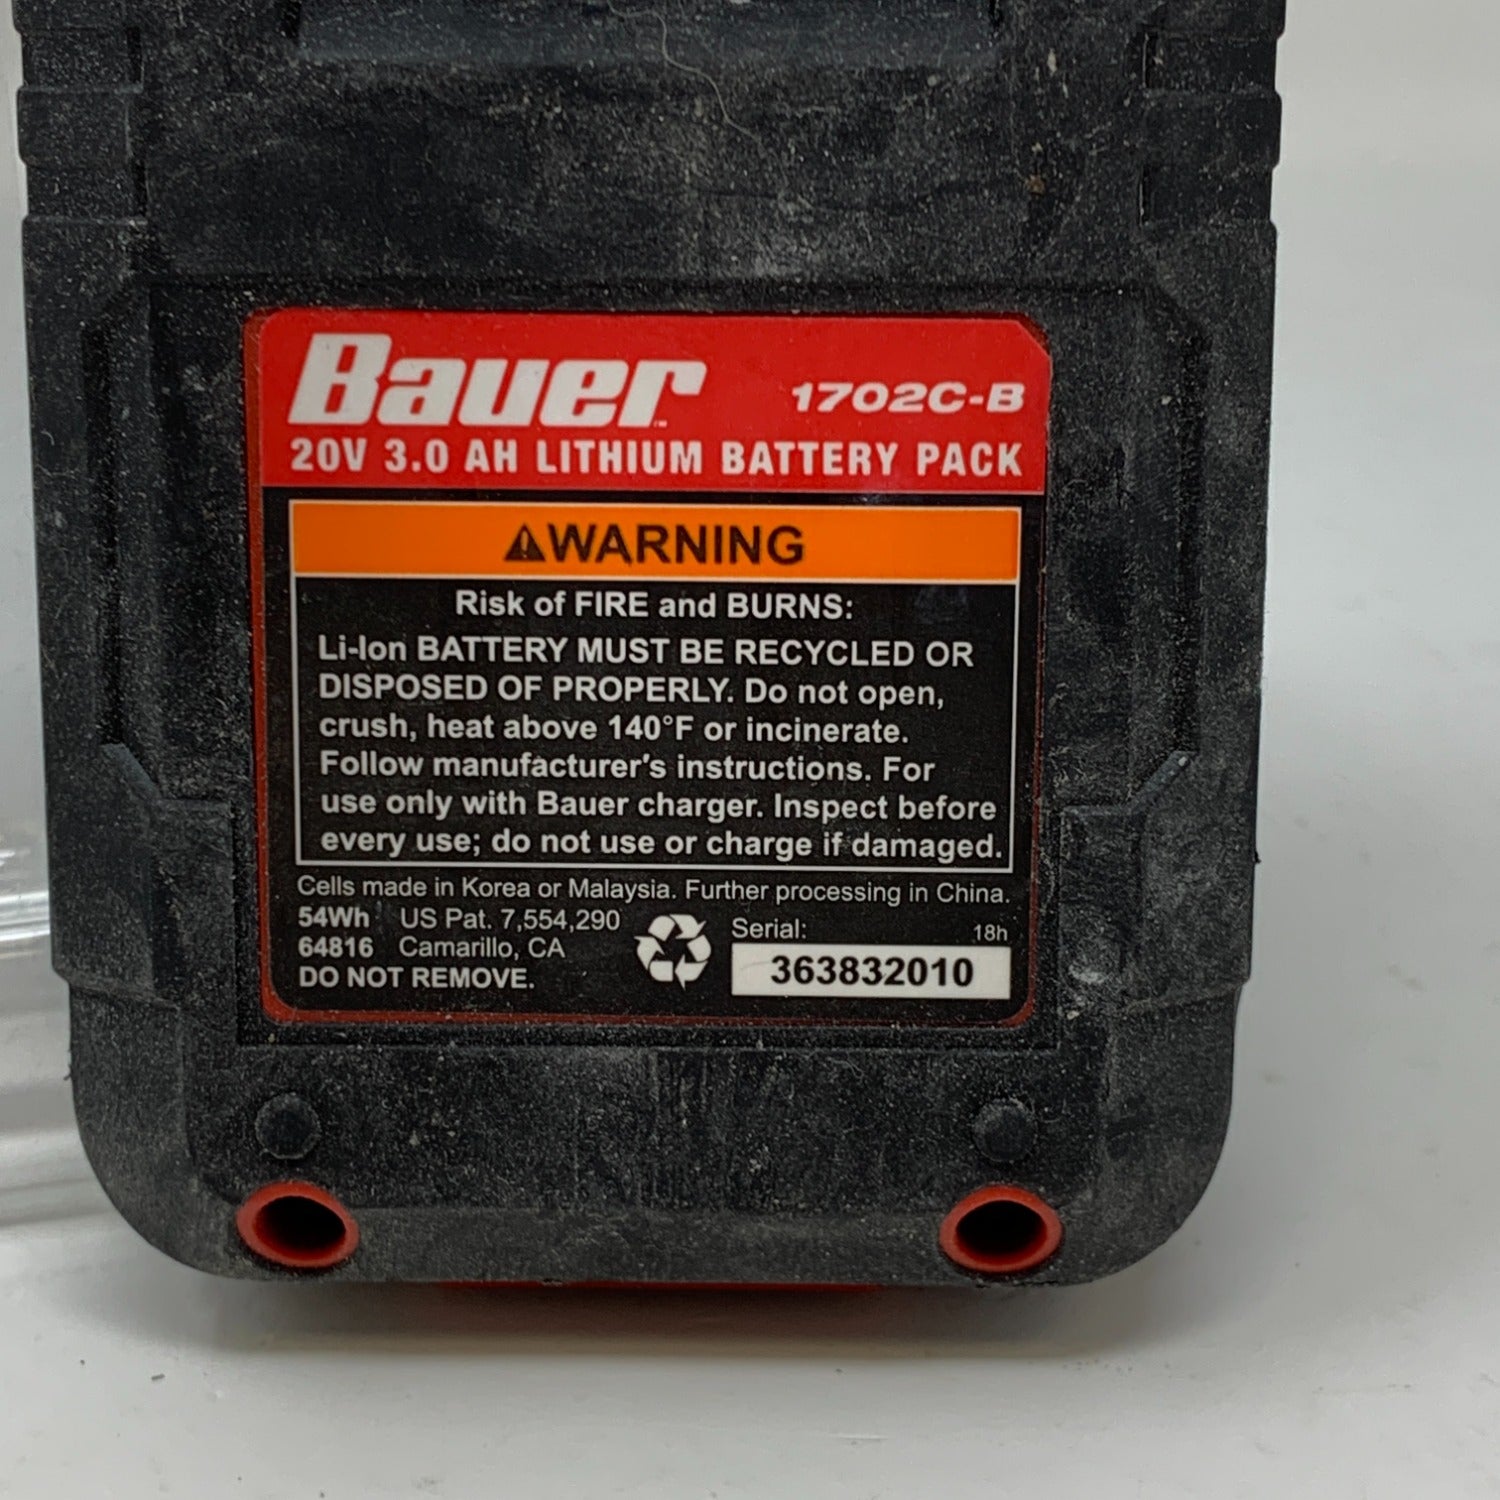 Bauer™ 1702C-B
20V 3.0 AH LITHIUM BATTERY PACK
⚠WARNING
Risk of FIRE and BURNS:
Li-Ion BATTERY MUST BE RECYCLED OR
DISPOSED OF PROPERLY. Do not open,
crush, heat above 140°F or incinerate.
Follow manufacturer's instructions. For
use only with Bauer charger. Inspect before
every use; do not use or charge if damaged.
Cells made in Korea or Malaysia. Further processing in China.
54Wh US Pat. 7,554,290
64816 Camarillo, CA
DO NOT REMOVE.
Serial: 18h
363832010